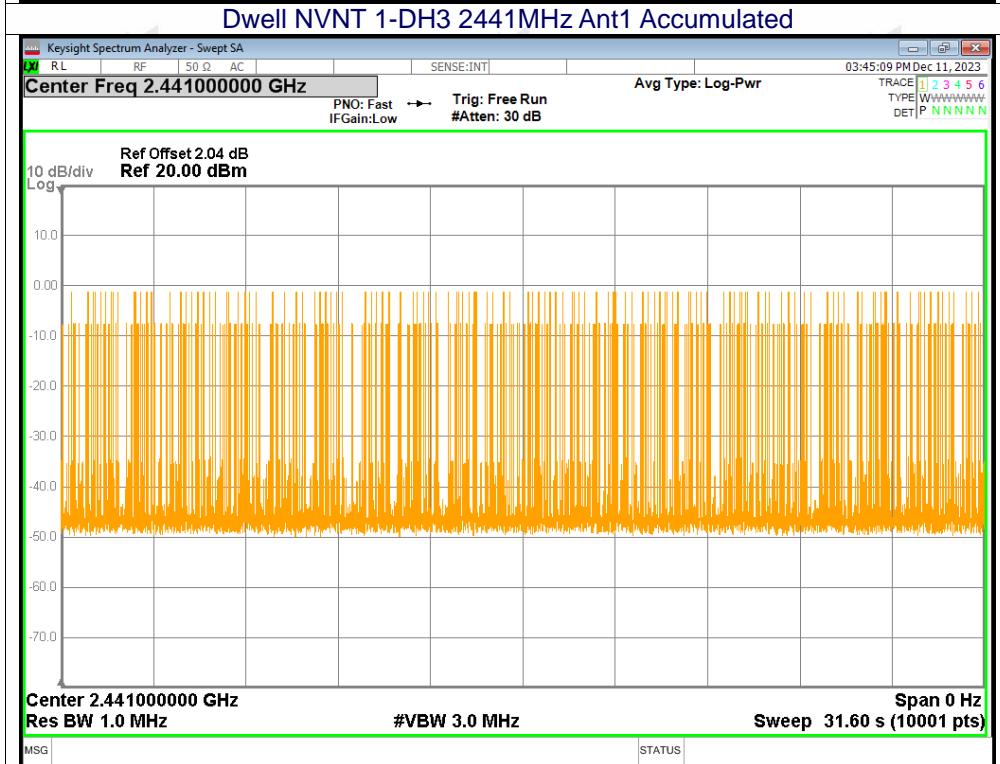 Dwell NVNT 1-DH3 2441MHz Ant1 Accumulated
Keysight Spectrum Analyzer - Swept SA
LXI RL RF 50 Ω AC SENSE:INT 03:45:09 PM Dec 11, 2023
Center Freq 2.441000000 GHz
PNO: Fast
IFGain:Low
Trig: Free Run
#Atten: 30 dB
Avg Type: Log-Pwr
TRACE 1 2 3 4 5 6
TYPE WWWWWWW
DET P N N N N N
Ref Offset 2.04 dB
10 dB/div Ref 20.00 dBm
Log
10.0
0.00
-10.0
-20.0
-30.0
-40.0
-50.0
-60.0
-70.0
Center 2.441000000 GHz Span 0 Hz
Res BW 1.0 MHz #VBW 3.0 MHz Sweep 31.60 s (10001 pts)
MSG STATUS